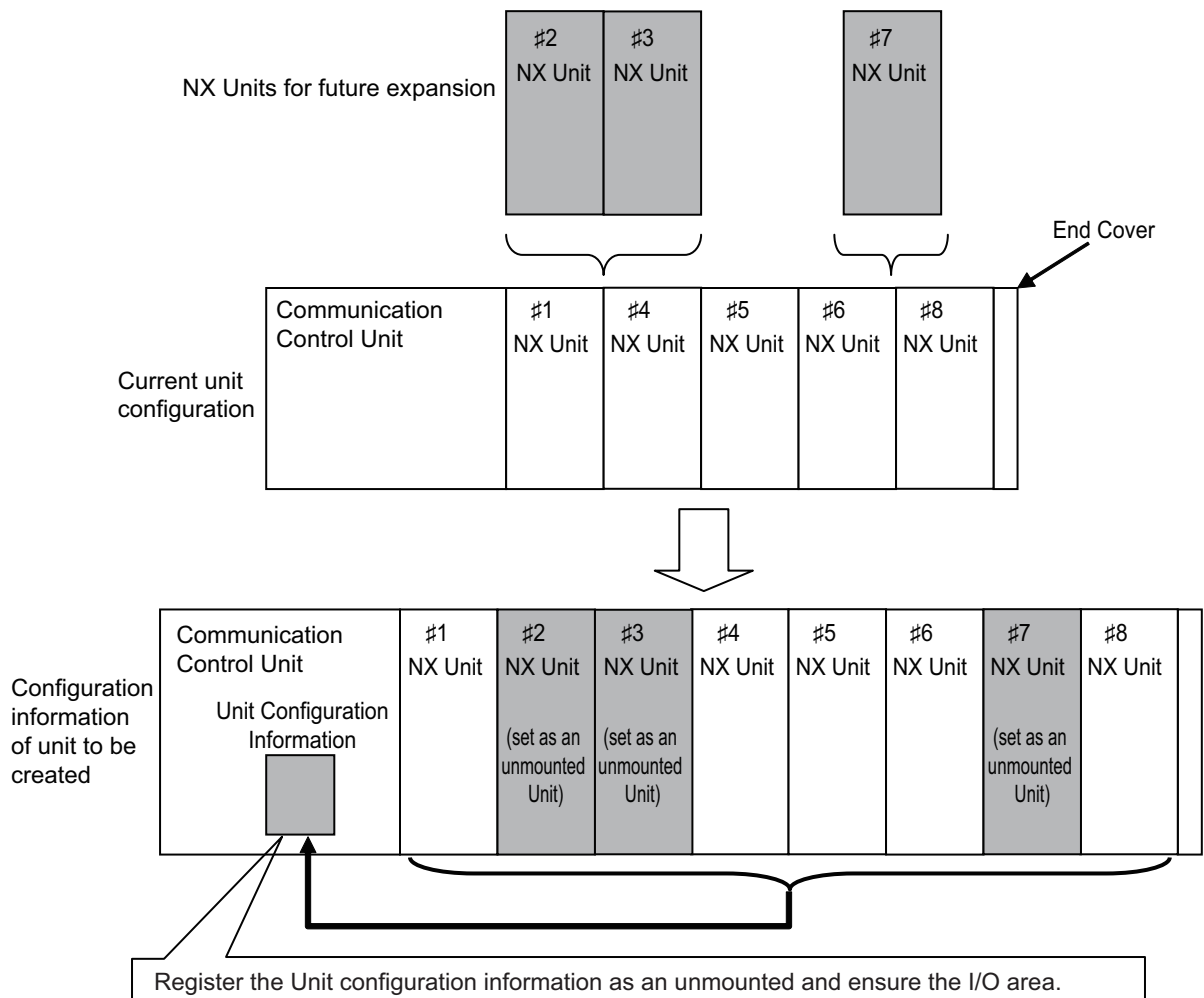 ♯2
NX Unit
♯3
NX Unit
♯7
NX Unit
NX Units for future expansion
End Cover
Communication
Control Unit
♯1
NX Unit
♯4
NX Unit
♯5
NX Unit
♯6
NX Unit
♯8
NX Unit
Current unit
configuration
Communication
Control Unit
Unit Configuration
Information
♯1
NX Unit
♯2
NX Unit
(set as an
unmounted
Unit)
♯3
NX Unit
(set as an
unmounted
Unit)
♯4
NX Unit
♯5
NX Unit
♯6
NX Unit
♯7
NX Unit
(set as an
unmounted
Unit)
♯8
NX Unit
Configuration
information
of unit to be
created
Register the Unit configuration information as an unmounted and ensure the I/O area.